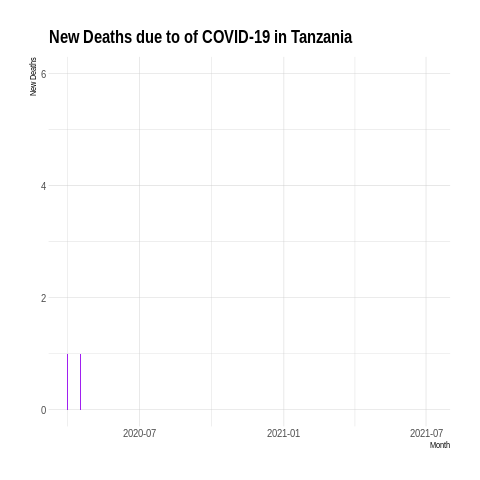 New Deaths due to of COVID-19 in Tanzania
New Deaths
6
4
2
0
2020-07
2021-01
2021-07
Month